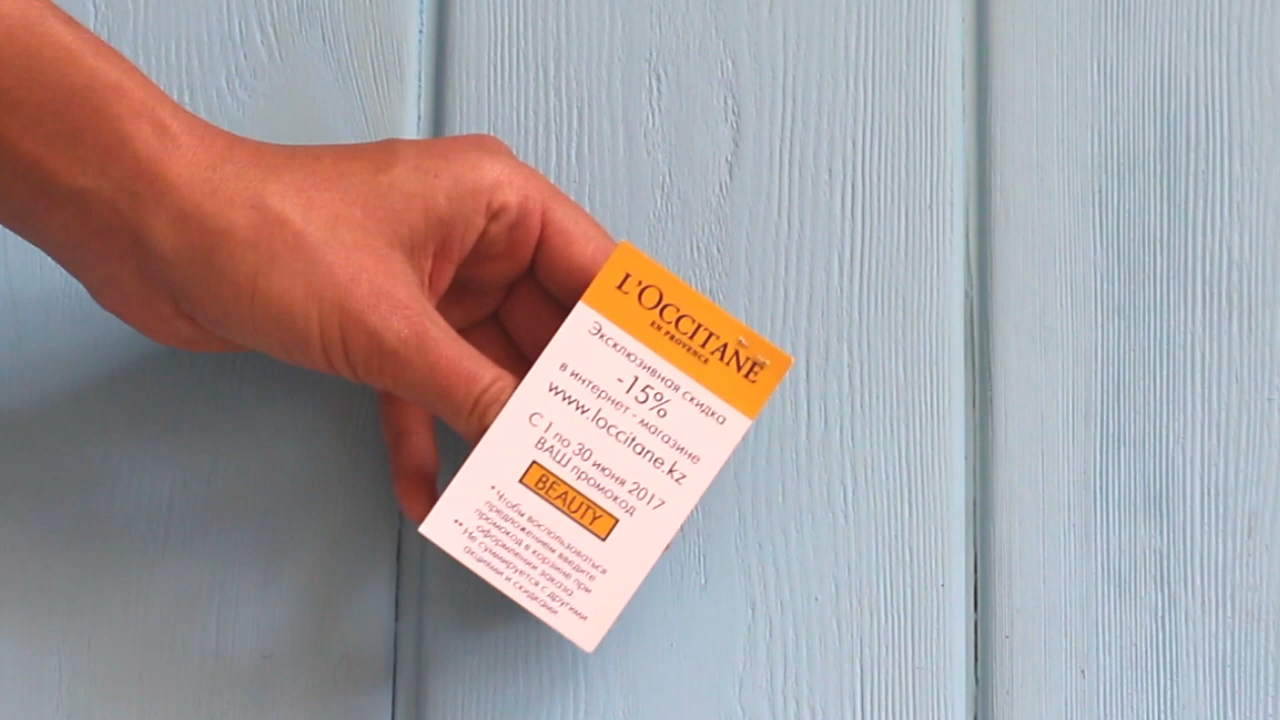 L'OCCITANE
EN PROVENCE
Эксклюзивная скидка
-15%
в интернет - магазине
www.loccitane.kz
С 1 по 30 июня 2017
ВАШ промокод
BEAUTY
* Чтобы воспользоваться
предложением введите
промокод в корзине при
оформлении заказа
** Не суммируется с другими
акциями и скидками